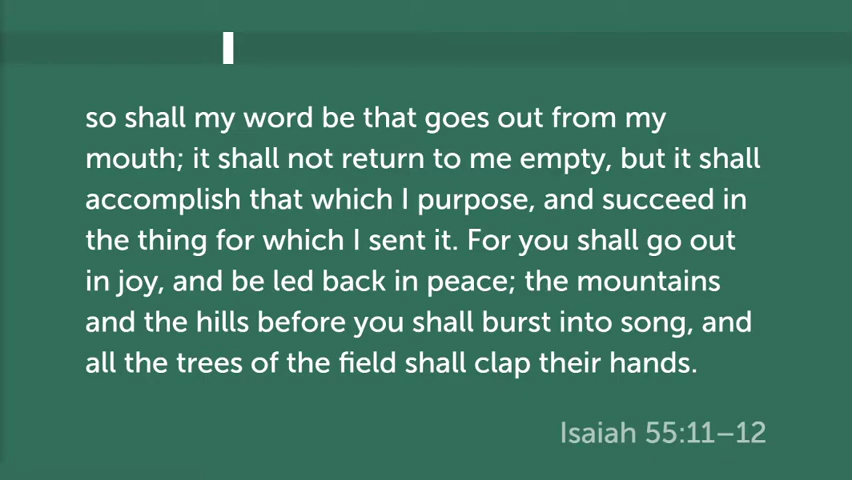 so shall my word be that goes out from my
mouth; it shall not return to me empty, but it shall
accomplish that which I purpose, and succeed in
the thing for which I sent it. For you shall go out
in joy, and be led back in peace; the mountains
and the hills before you shall burst into song, and
all the trees of the field shall clap their hands.
Isaiah 55:11–12